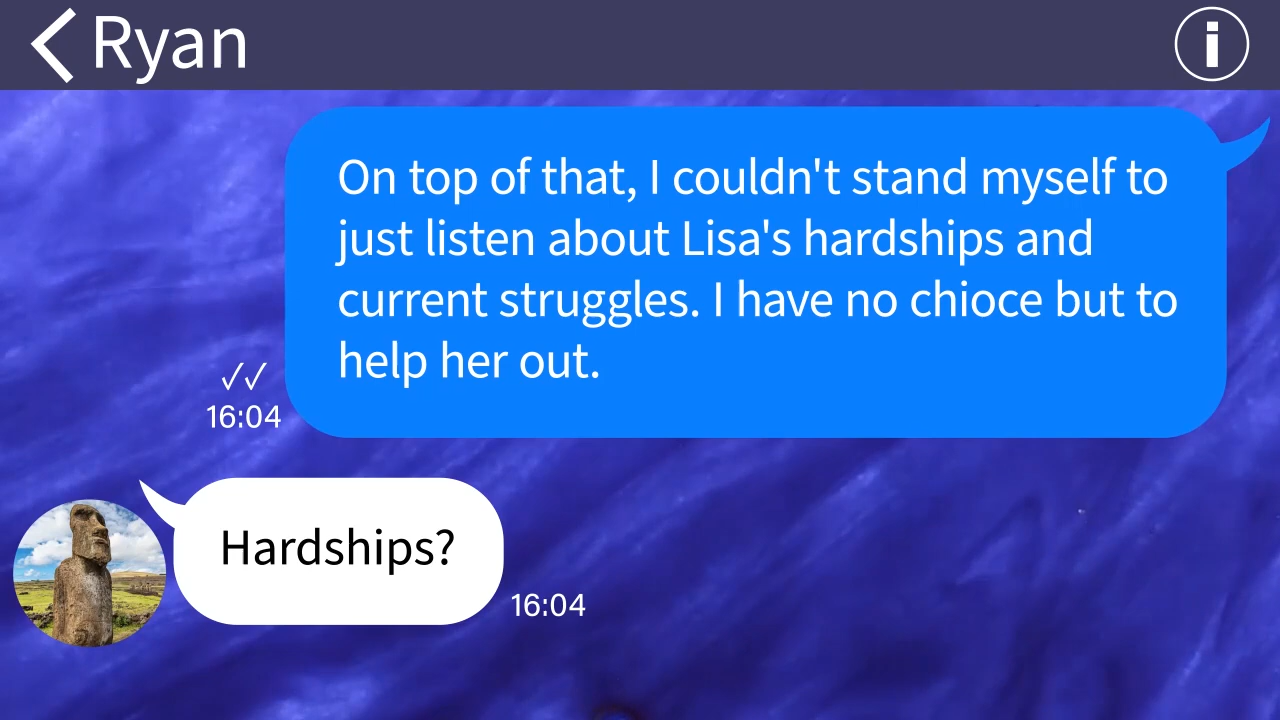 Ryan
On top of that, I couldn't stand myself to
just listen about Lisa's hardships and
current struggles. I have no chioce but to
help her out.
✓✓
16:04
Hardships?
16:04